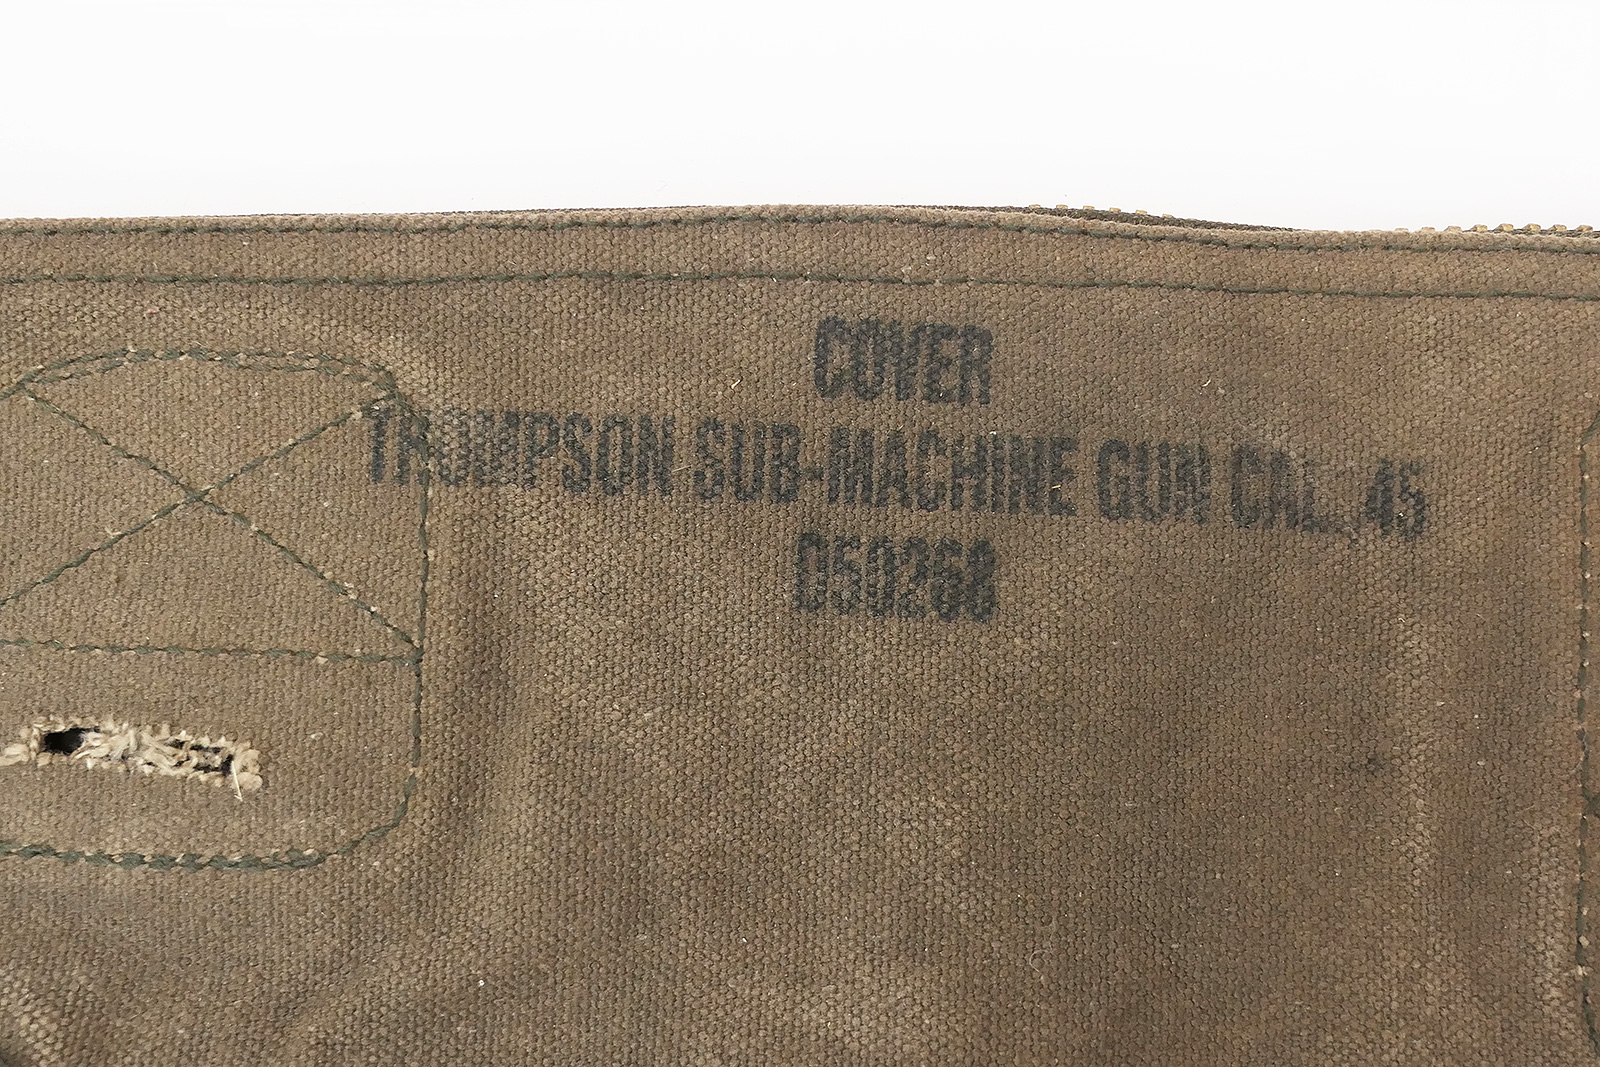 COVER
THOMPSON SUB-MACHINE GUN CAL. .45
D50268